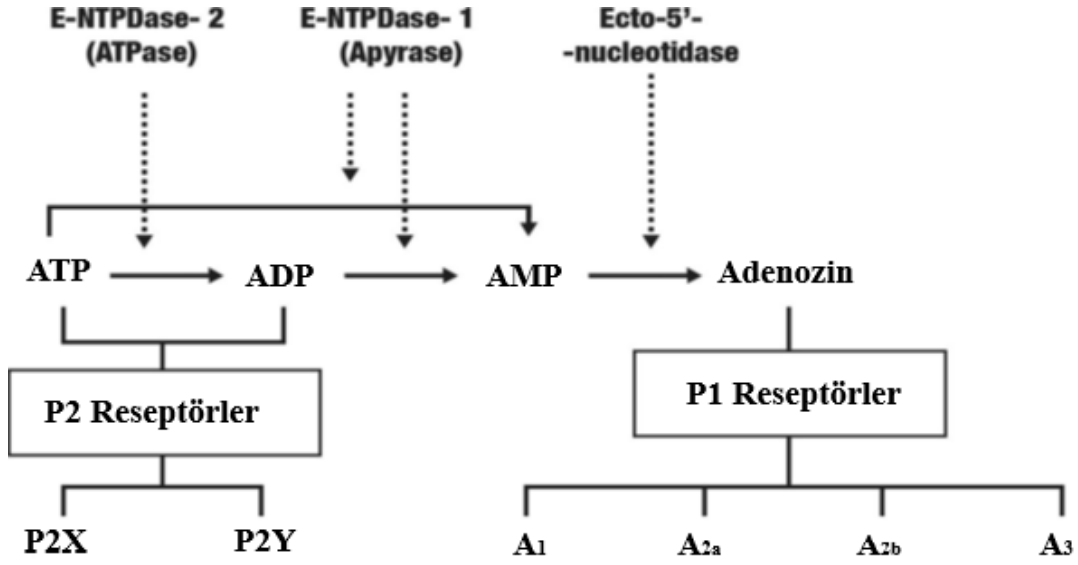 E-NTPDase- 2
(ATPase)
E-NTPDase- 1
(Apyrase)
Ecto-5'-
-nucleotidase
ATP
ADP
AMP
Adenozin
P2 Reseptörler
P1 Reseptörler
P2X
P2Y
A1
A2a
A2b
A3